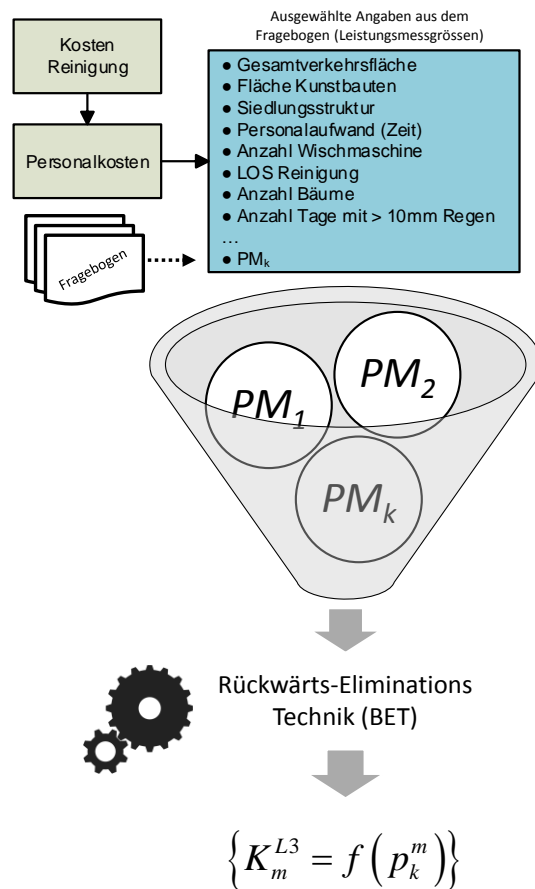 Ausgewählte Angaben aus dem
Fragebogen (Leistungsmessgrössen)
Kosten
Reinigung
Personalkosten
Fragebogen
● Gesamtverkehrsfläche
● Fläche Kunstbauten
● Siedlungsstruktur
● Personalaufwand (Zeit)
● Anzahl Wischmaschine
● LOS Reinigung
● Anzahl Bäume
● Anzahl Tage mit > 10mm Regen
...
● PMₖ
PM₁
PM₂
PMₖ
Rückwärts-Eliminations
Technik (BET)
{K_m^{L3} = f(p_k^m)}